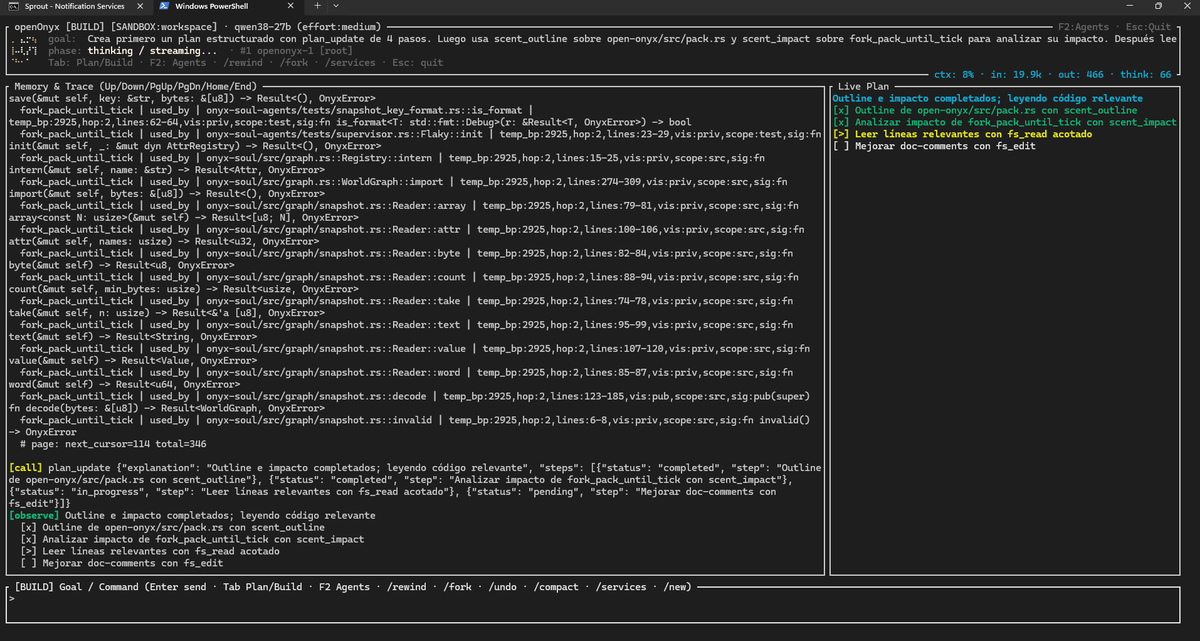 Sprout - Notification Services
Windows PowerShell
openOnyx [BUILD] [SANDBOX:workspace] · qwen38-27b (effort:medium)
F2:Agents · Esc:Quit
goal: Crea primero un plan estructurado con plan_update de 4 pasos. Luego usa scent_outline sobre open-onyx/src/pack.rs y scent_impact sobre fork_pack_until_tick para analizar su impacto. Después lee
phase: thinking / streaming... · #1 openonyx-1 [root]
Tab: Plan/Build · F2: Agents · /rewind · /fork · /services · Esc: quit
ctx: 8% · in: 19.9k · out: 466 · think: 66
Memory & Trace (Up/Down/PgUp/PgDn/Home/End)
save(&mut self, key: &str, bytes: &[u8]) -> Result<(), OnyxError>
fork_pack_until_tick | used_by | onyx-soul-agents/tests/snapshot_key_format.rs::is_format |
temp_bp:2925,hop:2,lines:62-64,vis:priv,scope:test,sig:fn is_format<T: std::fmt::Debug>(r: &Result<T, OnyxError>) -> bool
fork_pack_until_tick | used_by | onyx-soul-agents/tests/supervisor.rs::Flaky::init | temp_bp:2925,hop:2,lines:23-29,vis:priv,scope:test,sig:fn
init(&mut self, _: &mut dyn AttrRegistry) -> Result<(), OnyxError>
fork_pack_until_tick | used_by | onyx-soul/src/graph.rs::Registry::intern | temp_bp:2925,hop:2,lines:15-25,vis:priv,scope:src,sig:fn
intern(&mut self, name: &str) -> Result<Attr, OnyxError>
fork_pack_until_tick | used_by | onyx-soul/src/graph.rs::WorldGraph::import | temp_bp:2925,hop:2,lines:274-309,vis:priv,scope:src,sig:fn
import(&mut self, bytes: &[u8]) -> Result<(), OnyxError>
fork_pack_until_tick | used_by | onyx-soul/src/graph/snapshot.rs::Reader::array | temp_bp:2925,hop:2,lines:79-81,vis:priv,scope:src,sig:fn
array<const N: usize>(&mut self) -> Result<[u8; N], OnyxError>
fork_pack_until_tick | used_by | onyx-soul/src/graph/snapshot.rs::Reader::attr | temp_bp:2925,hop:2,lines:100-106,vis:priv,scope:src,sig:fn
attr(&mut self, names: usize) -> Result<u32, OnyxError>
fork_pack_until_tick | used_by | onyx-soul/src/graph/snapshot.rs::Reader::byte | temp_bp:2925,hop:2,lines:82-84,vis:priv,scope:src,sig:fn
byte(&mut self) -> Result<u8, OnyxError>
fork_pack_until_tick | used_by | onyx-soul/src/graph/snapshot.rs::Reader::count | temp_bp:2925,hop:2,lines:88-94,vis:priv,scope:src,sig:fn
count(&mut self, min_bytes: usize) -> Result<usize, OnyxError>
fork_pack_until_tick | used_by | onyx-soul/src/graph/snapshot.rs::Reader::take | temp_bp:2925,hop:2,lines:74-78,vis:priv,scope:src,sig:fn
take(&mut self, n: usize) -> Result<&'a [u8], OnyxError>
fork_pack_until_tick | used_by | onyx-soul/src/graph/snapshot.rs::Reader::text | temp_bp:2925,hop:2,lines:95-99,vis:priv,scope:src,sig:fn
text(&mut self) -> Result<String, OnyxError>
fork_pack_until_tick | used_by | onyx-soul/src/graph/snapshot.rs::Reader::value | temp_bp:2925,hop:2,lines:107-120,vis:priv,scope:src,sig:fn
value(&mut self) -> Result<Value, OnyxError>
fork_pack_until_tick | used_by | onyx-soul/src/graph/snapshot.rs::Reader::word | temp_bp:2925,hop:2,lines:85-87,vis:priv,scope:src,sig:fn
word(&mut self) -> Result<u64, OnyxError>
fork_pack_until_tick | used_by | onyx-soul/src/graph/snapshot.rs::decode | temp_bp:2925,hop:2,lines:123-185,vis:pub,scope:src,sig:pub(super)
fn decode(bytes: &[u8]) -> Result<WorldGraph, OnyxError>
fork_pack_until_tick | used_by | onyx-soul/src/graph/snapshot.rs::invalid | temp_bp:2925,hop:2,lines:6-8,vis:priv,scope:src,sig:fn invalid()
-> OnyxError
# page: next_cursor=114 total=346
[call] plan_update {"explanation": "Outline e impacto completados; leyendo código relevante", "steps": [{"status": "completed", "step": "Outline
de open-onyx/src/pack.rs con scent_outline"}, {"status": "completed", "step": "Analizar impacto de fork_pack_until_tick con scent_impact"},
{"status": "in_progress", "step": "Leer líneas relevantes con fs_read acotado"}, {"status": "pending", "step": "Mejorar doc-comments con
fs_edit"}]}
[observe] Outline e impacto completados; leyendo código relevante
[x] Outline de open-onyx/src/pack.rs con scent_outline
[x] Analizar impacto de fork_pack_until_tick con scent_impact
[>] Leer líneas relevantes con fs_read acotado
[ ] Mejorar doc-comments con fs_edit
Live Plan
Outline e impacto completados; leyendo código relevante
[x] Outline de open-onyx/src/pack.rs con scent_outline
[x] Analizar impacto de fork_pack_until_tick con scent_impact
[>] Leer líneas relevantes con fs_read acotado
[ ] Mejorar doc-comments con fs_edit
[BUILD] Goal / Command (Enter send · Tab Plan/Build · F2 Agents · /rewind · /fork · /undo · /compact · /services · /new)
>